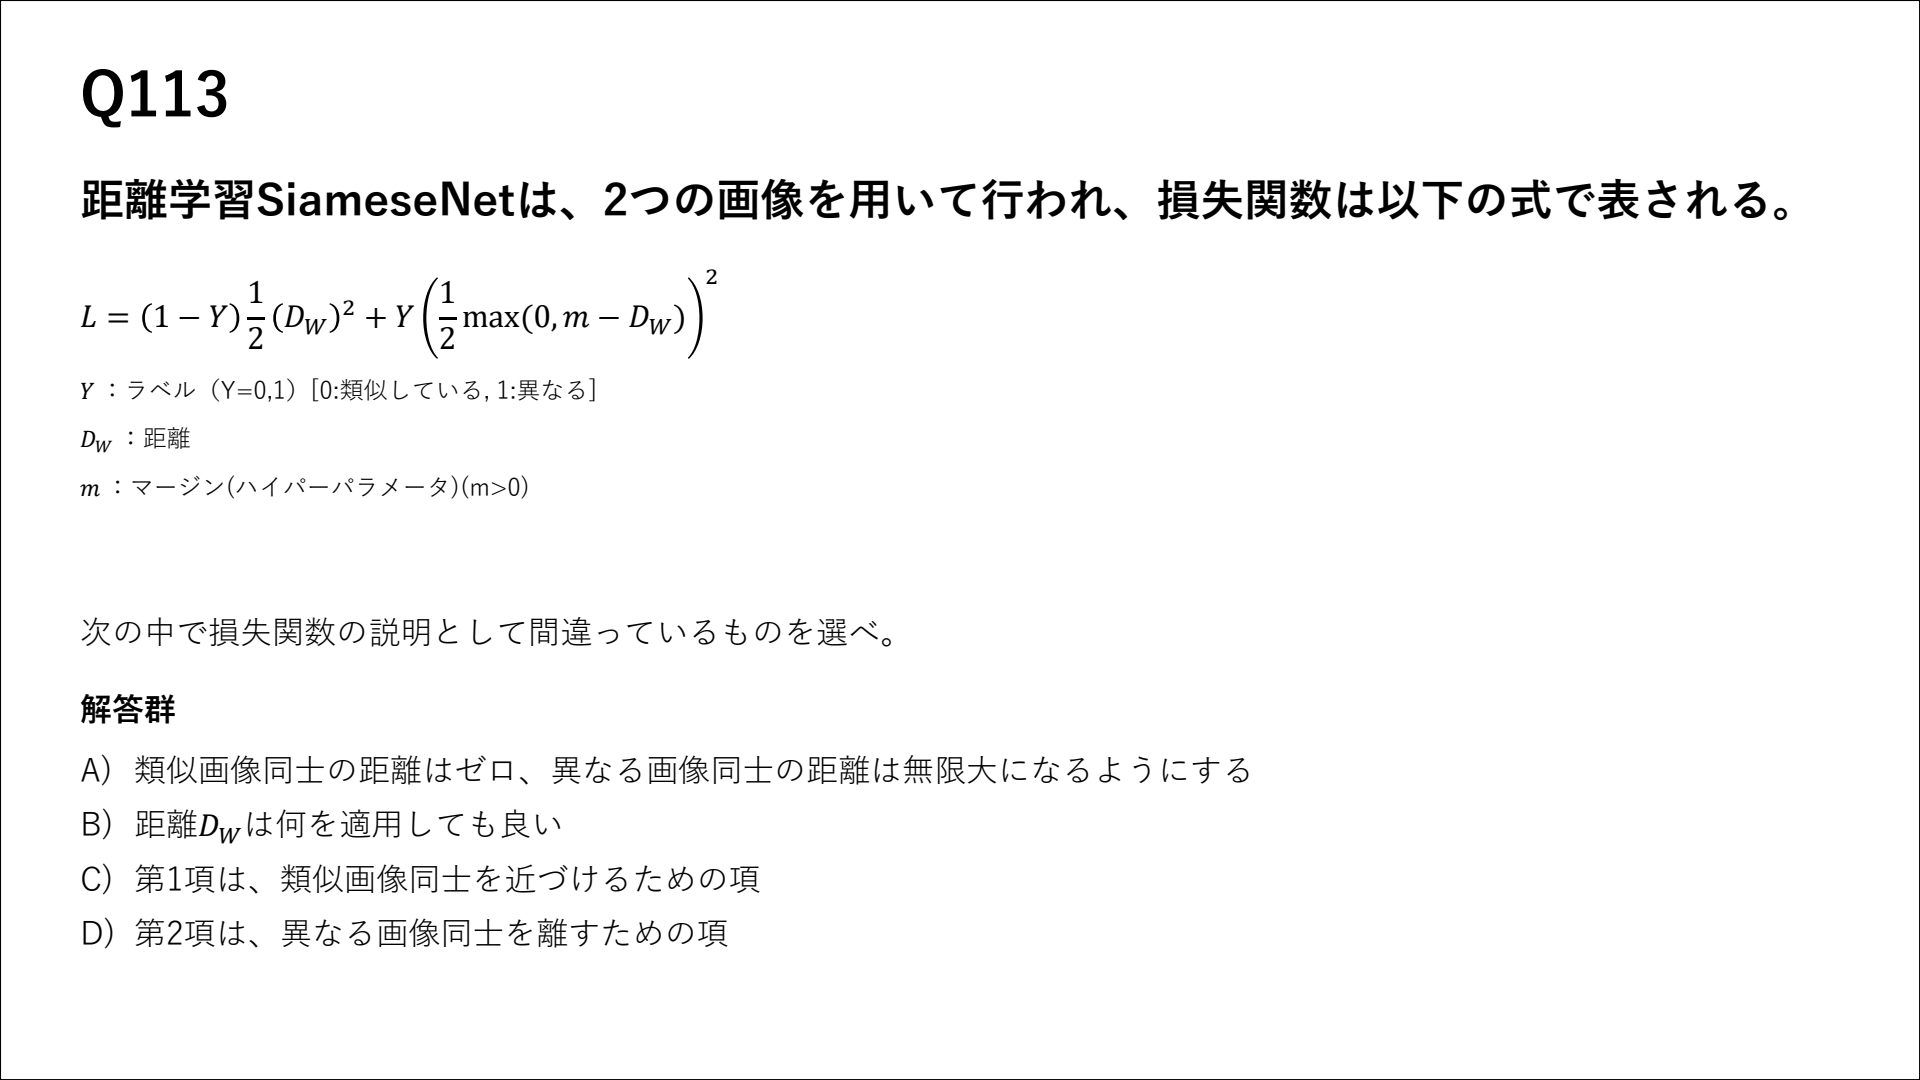 Q113
距離学習SiameseNetは、2つの画像を用いて行われ、損失関数は以下の式で表される。
L = (1 − Y) 1/2 (D_W)² + Y (1/2 max(0, m − D_W))²
Y ：ラベル（Y=0,1）[0:類似している, 1:異なる]
D_W ：距離
m ：マージン(ハイパーパラメータ)(m>0)
次の中で損失関数の説明として間違っているものを選べ。
解答群
A) 類似画像同士の距離はゼロ、異なる画像同士の距離は無限大になるようにする
B) 距離D_Wは何を適用しても良い
C) 第1項は、類似画像同士を近づけるための項
D) 第2項は、異なる画像同士を離すための項